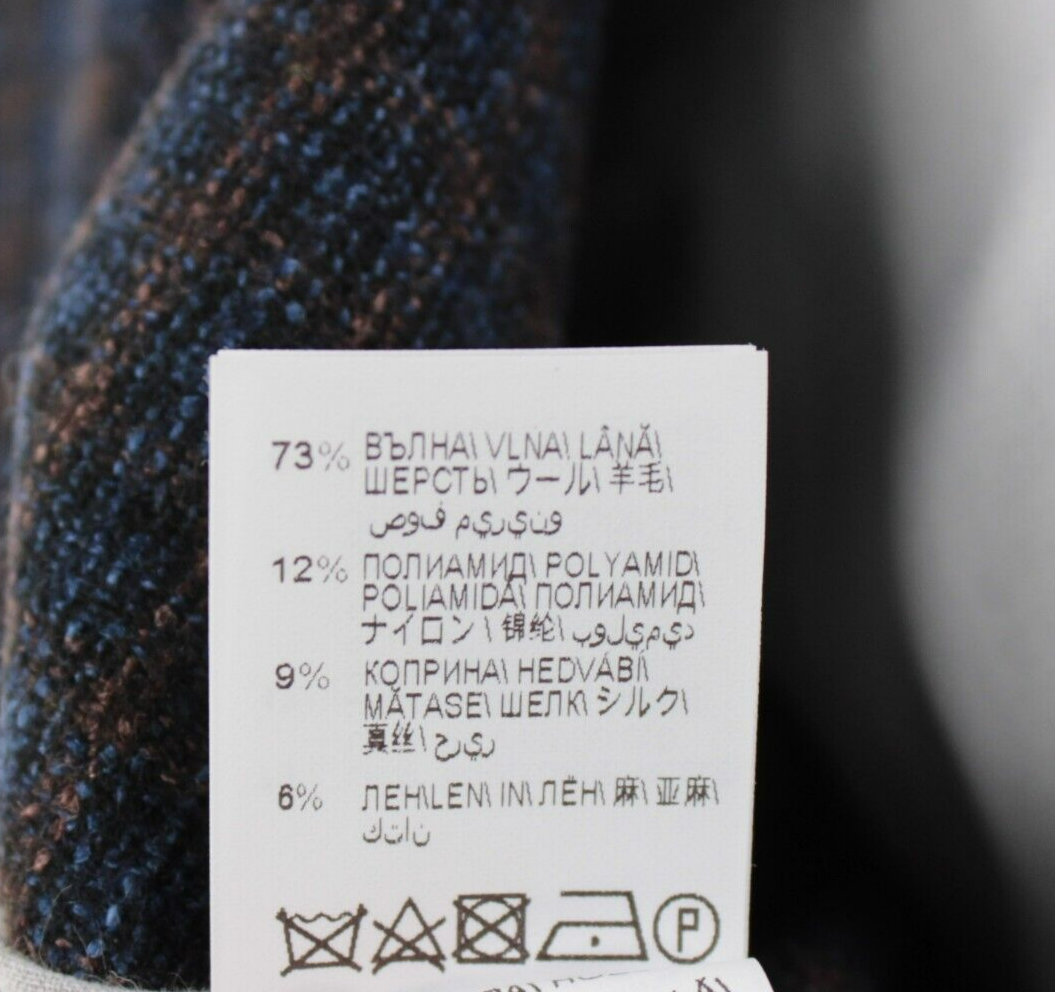 73% ВЪЛНА\ VLNA\ LÂNĂ\
ШЕРСТЬ\ ウール\ 羊毛\
صوف ميرينو
12% ПОЛИАМИД\ POLYAMID\
POLIAMIDĂ\ ПОЛИАМИД\
ナイロン\ 锦纶\ بوليميد
9% КОПРИНА\ HEDVÁBÍ\
MĂTASE\ ШЕЛК\ シルク\
真丝\ حرير
6% ЛЕН\LEN\ IN\ ЛЁН\ 麻\ 亚麻\
كتان
P